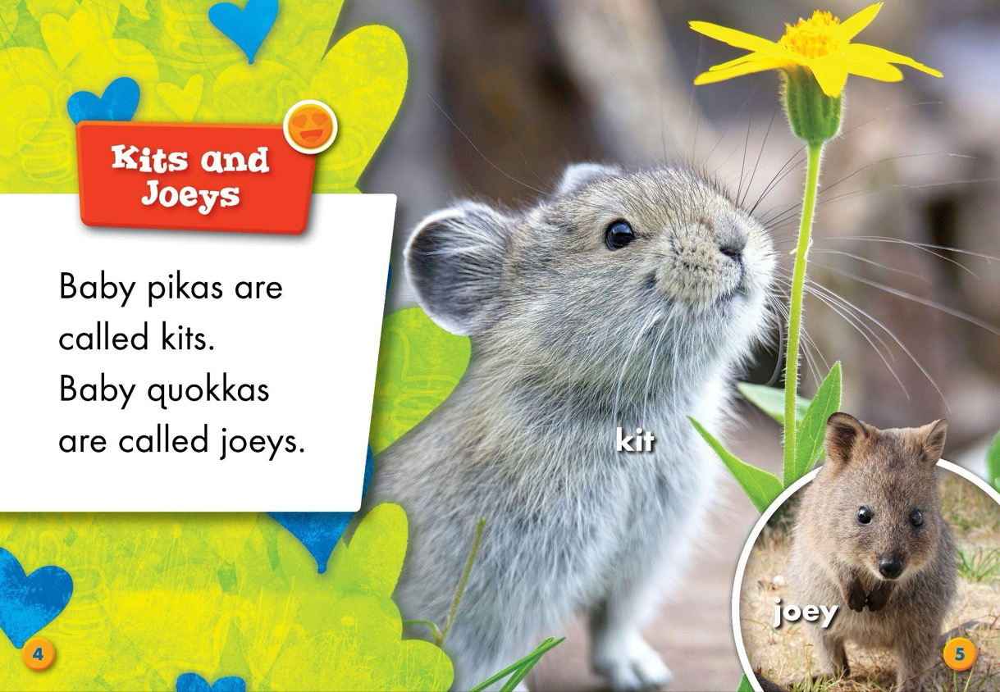 Kits and
Joeys
Baby pikas are
called kits.
Baby quokkas
are called joeys.
kit
joey
4
5